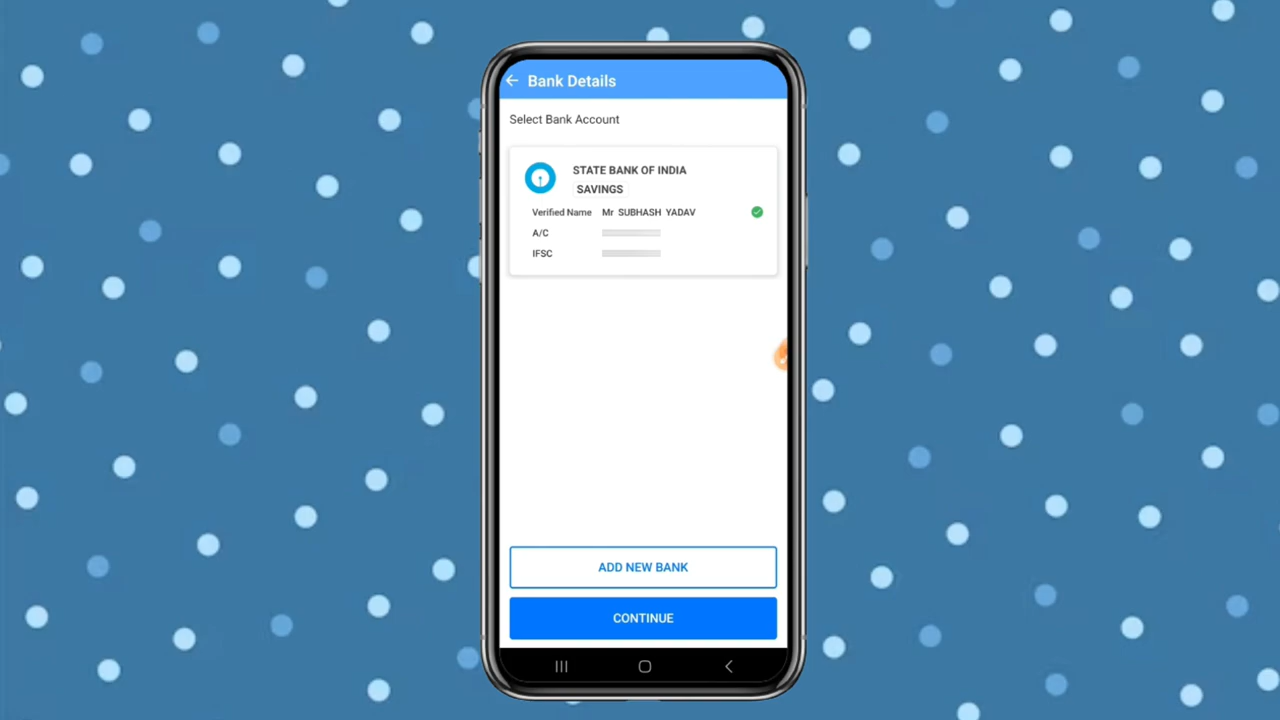 Bank Details
Select Bank Account
STATE BANK OF INDIA
SAVINGS
Verified Name Mr SUBHASH YADAV
A/C
IFSC
ADD NEW BANK
CONTINUE